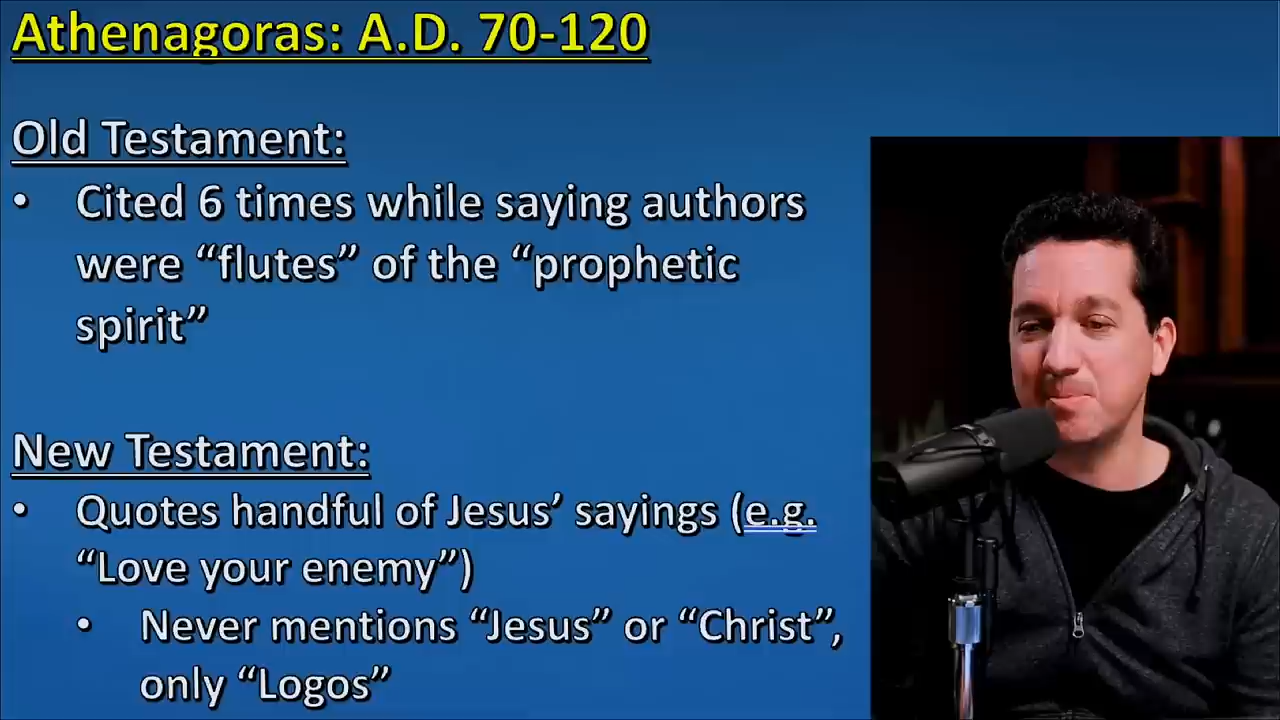 Athenagoras: A.D. 70-120
Old Testament:
• Cited 6 times while saying authors
were “flutes” of the “prophetic
spirit”
New Testament:
• Quotes handful of Jesus’ sayings (e.g.
“Love your enemy”)
• Never mentions “Jesus” or “Christ”,
only “Logos”